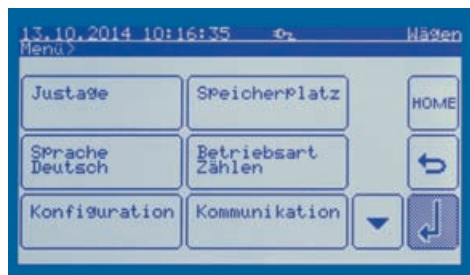 13.10.2014 10:16:35 Wägen
Menü>
Justage
Speicherplatz
HOME
Sprache
Deutsch
Betriebsart
Zählen
Konfiguration
Kommunikation